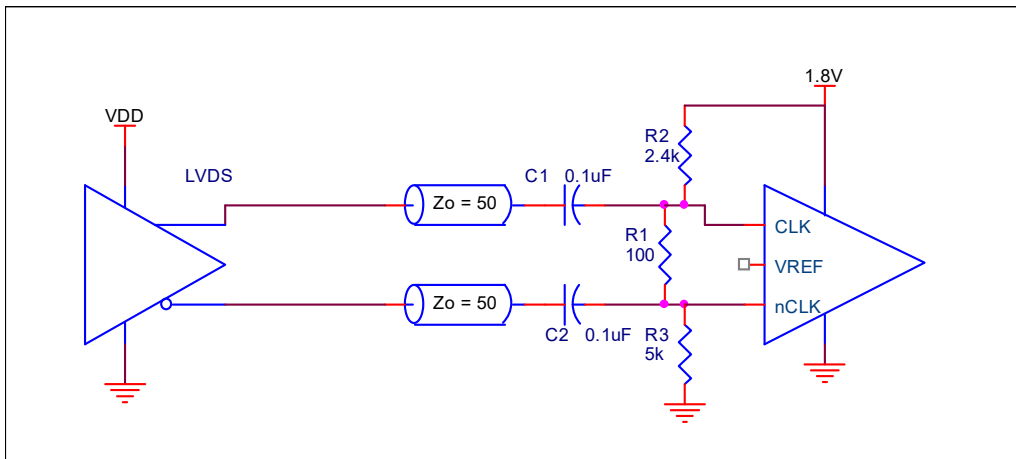 1.8V
VDD
R2
2.4k
LVDS
C1 0.1uF
Zo = 50
CLK
R1
100
VREF
Zo = 50
nCLK
C2 0.1uF
R3
5k